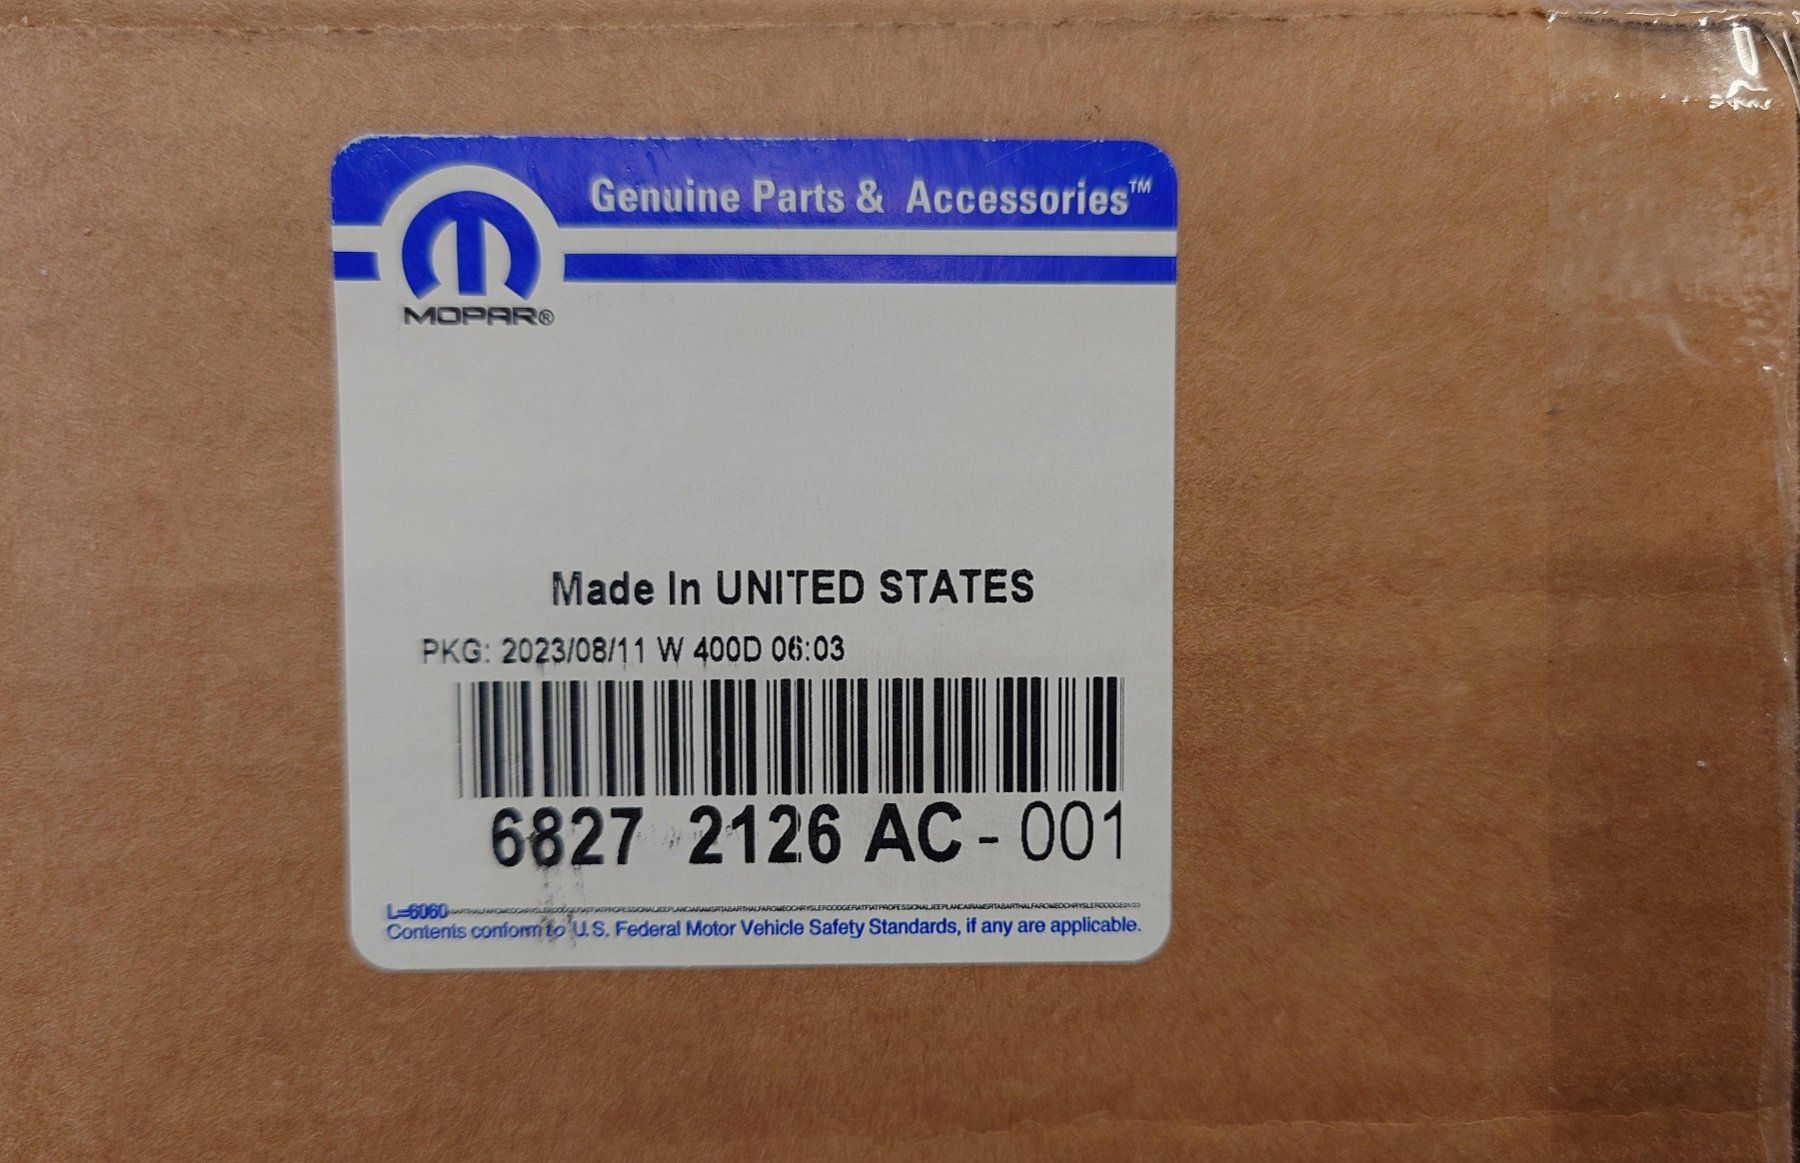 Genuine Parts & Accessories™
MOPAR®
Made In UNITED STATES
PKG: 2023/08/11 W 400D 06:03
6827 2126 AC - 001
L=6060
Contents conform to U.S. Federal Motor Vehicle Safety Standards, if any are applicable.